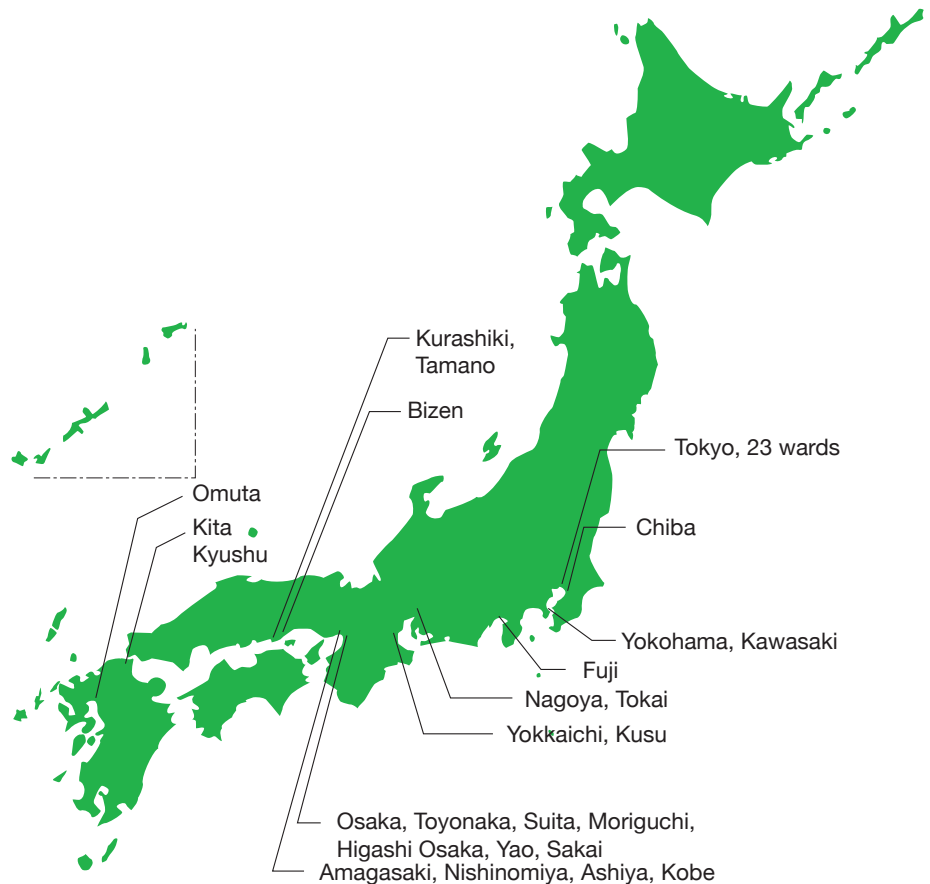 Kurashiki,
Tamano
Bizen
Tokyo, 23 wards
Omuta
Kita
Kyushu
Chiba
Yokohama, Kawasaki
Fuji
Nagoya, Tokai
Yokkaichi, Kusu
Osaka, Toyonaka, Suita, Moriguchi,
Higashi Osaka, Yao, Sakai
Amagasaki, Nishinomiya, Ashiya, Kobe